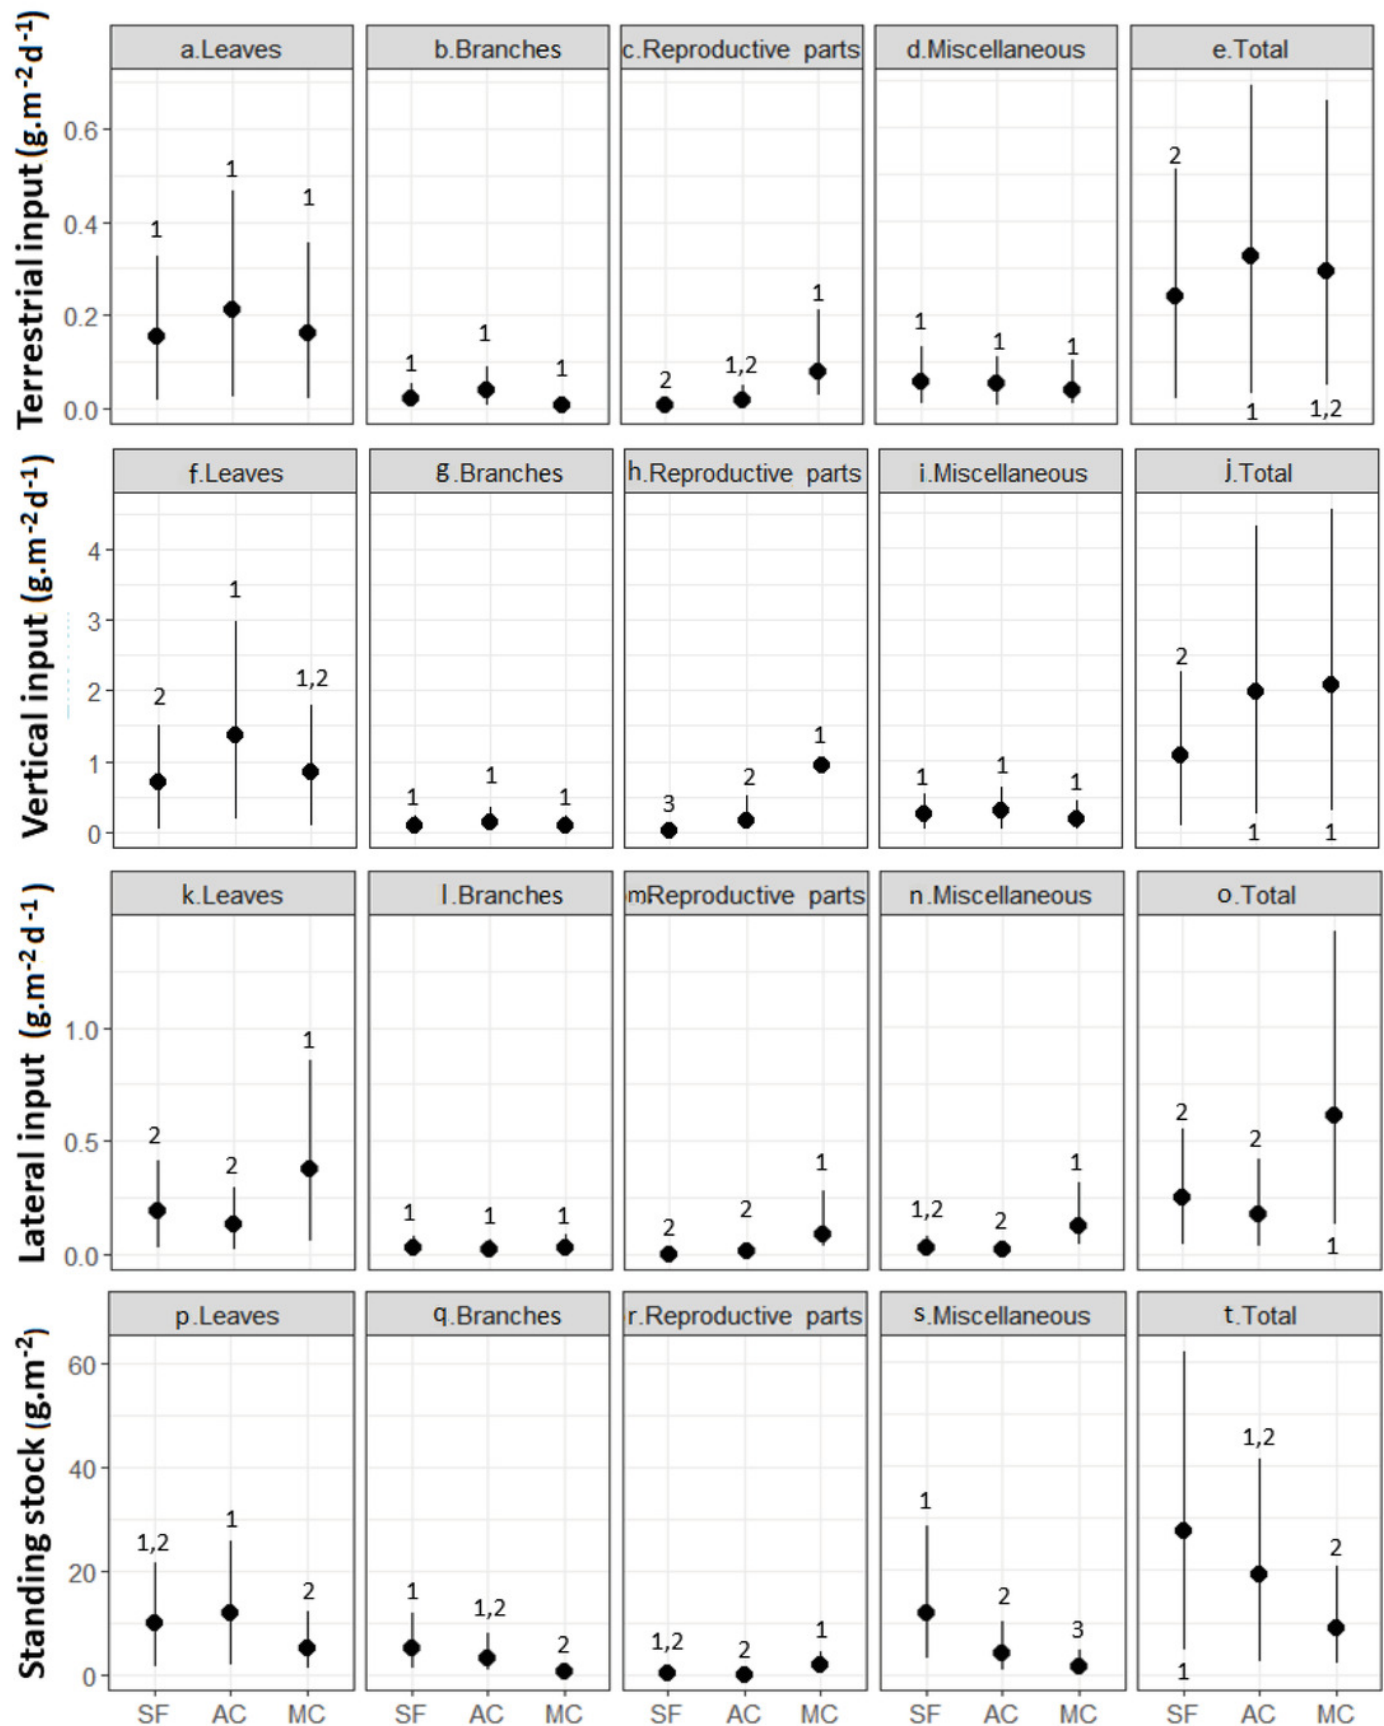 Terrestrial input (g.m-2d-1)
a.Leaves b.Branches c.Reproductive parts d.Miscellaneous e.Total
0.6
0.4
0.2
0.0
1 1 1
1 1 1
2 1,2 1
1 1 1
2 1 1,2
Vertical input (g.m-2d-1)
f.Leaves g.Branches h.Reproductive parts i.Miscellaneous j.Total
4
3
2
1
0
2 1 1,2
1 1 1
3 2 1
1 1 1
2 1 1
Lateral input (g.m-2d-1)
k.Leaves l.Branches m.Reproductive parts n.Miscellaneous o.Total
1.0
0.5
0.0
2 2 1
1 1 1
2 2 1
1,2 2 1
2 2 1
Standing stock (g.m-2)
p.Leaves q.Branches r.Reproductive parts s.Miscellaneous t.Total
60
40
20
0
1,2 1 2
1 1,2 2
1,2 2 1
1 2 3
1 1,2 2
SF AC MC SF AC MC SF AC MC SF AC MC SF AC MC